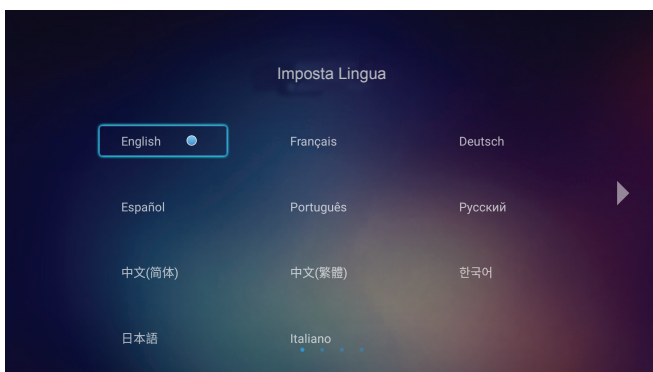 Imposta Lingua
English
Français
Deutsch
Español
Português
Русский
中文(简体)
中文(繁體)
한국어
日本語
Italiano